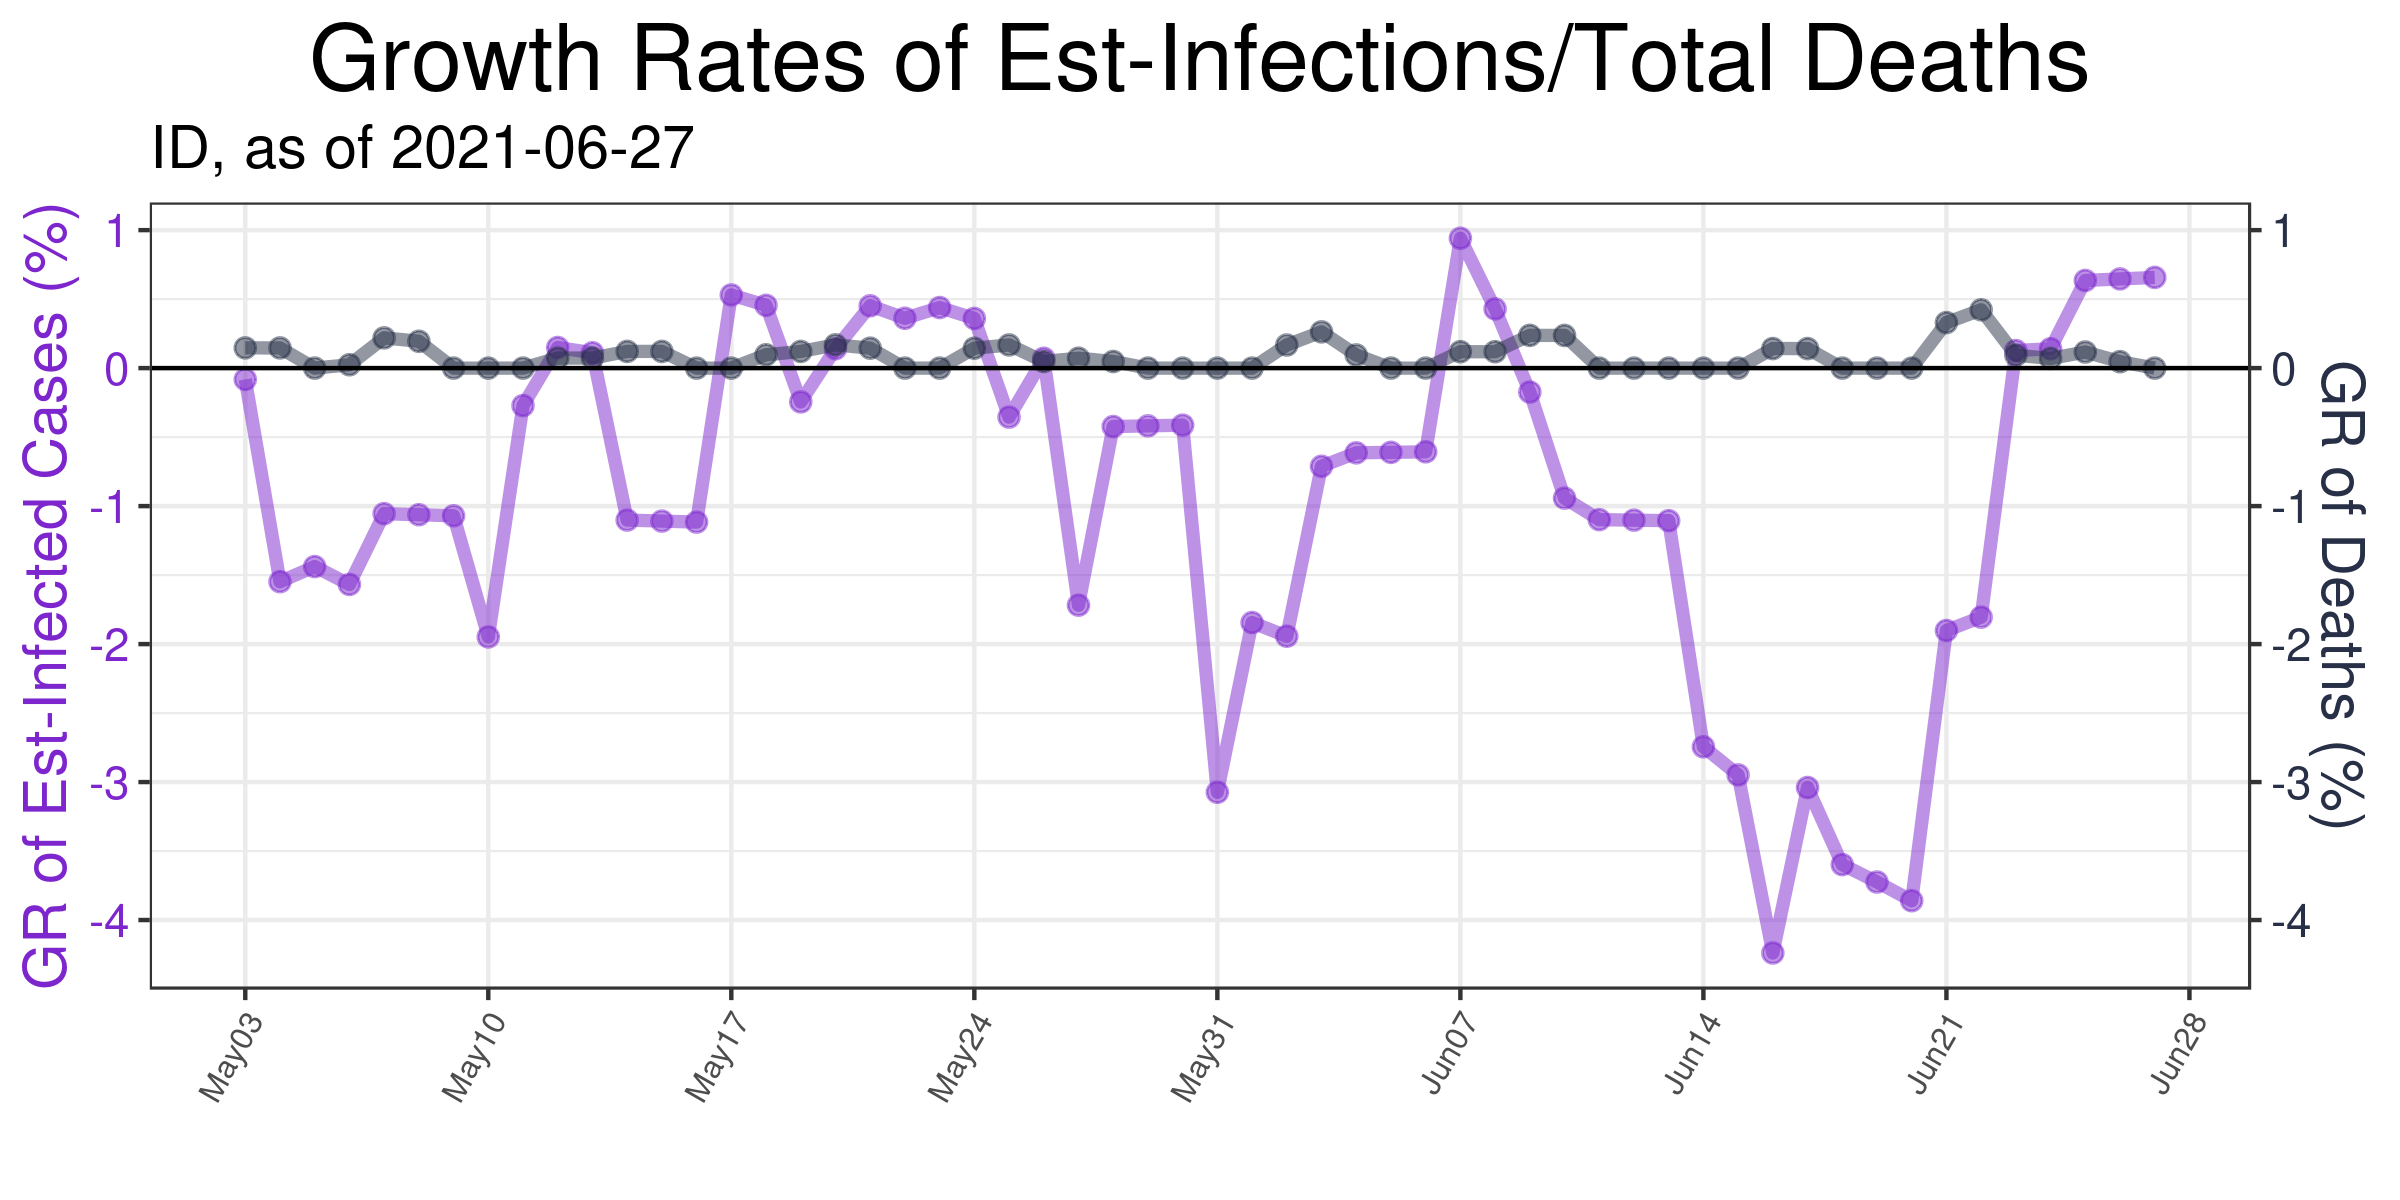 Growth Rates of Est-Infections/Total Deaths
ID, as of 2021-06-27
GR of Est-Infected Cases (%)
1
0
-1
-2
-3
-4
1
0
-1
-2
-3
-4
GR of Deaths (%)
May03
May10
May17
May24
May31
Jun07
Jun14
Jun21
Jun28